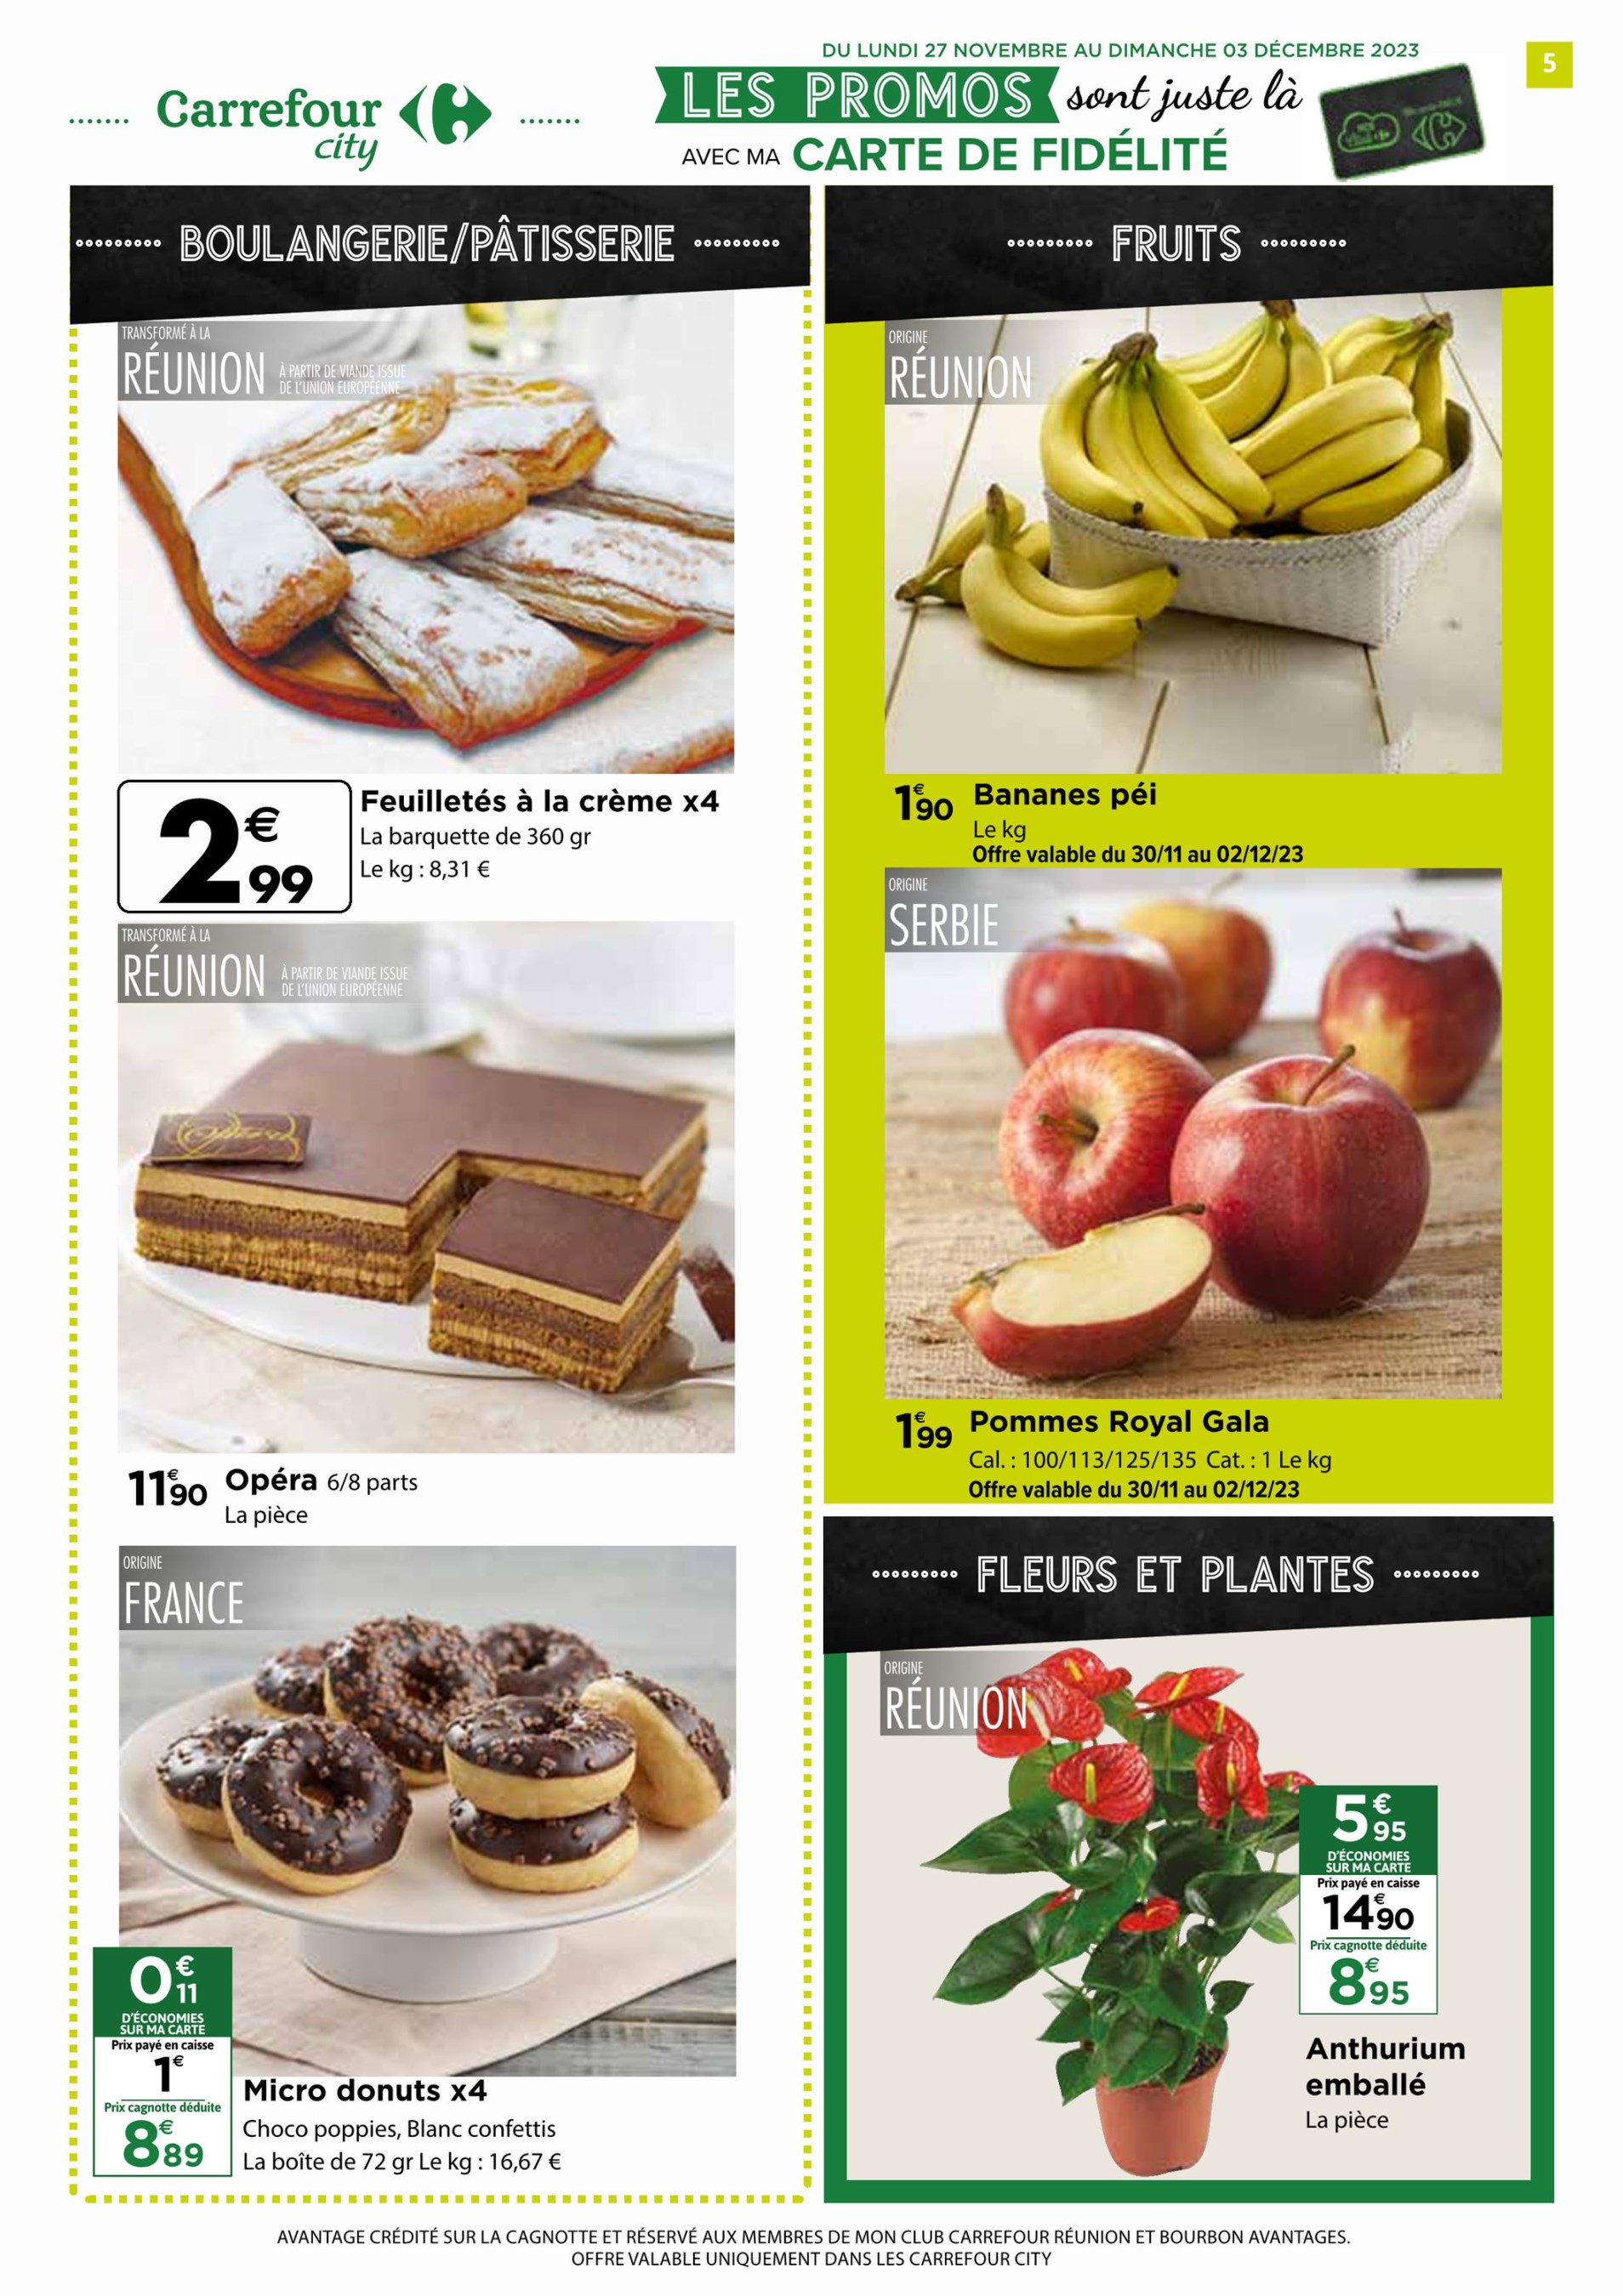 DU LUNDI 27 NOVEMBRE AU DIMANCHE 03 DÉCEMBRE 2023
5
Carrefour
city
LES PROMOS sont juste là
AVEC MA CARTE DE FIDÉLITÉ
BOULANGERIE/PÂTISSERIE
TRANSFORMÉ À LA
RÉUNION
À PARTIR DE VIANDE ISSUE
DE L'UNION EUROPÉENNE
2€99
Feuilletés à la crème x4
La barquette de 360 gr
Le kg : 8,31 €
TRANSFORMÉ À LA
RÉUNION
À PARTIR DE VIANDE ISSUE
DE L'UNION EUROPÉENNE
Opéra
11€90
Opéra 6/8 parts
La pièce
ORIGINE
FRANCE
0€11
D'ÉCONOMIES
SUR MA CARTE
Prix payé en caisse
1€
Prix cagnotte déduite
8€89
Micro donuts x4
Choco poppies, Blanc confettis
La boîte de 72 gr Le kg : 16,67 €
FRUITS
ORIGINE
RÉUNION
1€90
Bananes péi
Le kg
Offre valable du 30/11 au 02/12/23
ORIGINE
SERBIE
1€99
Pommes Royal Gala
Cal. : 100/113/125/135 Cat. : 1 Le kg
Offre valable du 30/11 au 02/12/23
FLEURS ET PLANTES
ORIGINE
RÉUNION
5€95
D'ÉCONOMIES
SUR MA CARTE
Prix payé en caisse
14€90
Prix cagnotte déduite
8€95
Anthurium
emballé
La pièce
AVANTAGE CRÉDITÉ SUR LA CAGNOTTE ET RÉSERVÉ AUX MEMBRES DE MON CLUB CARREFOUR RÉUNION ET BOURBON AVANTAGES.
OFFRE VALABLE UNIQUEMENT DANS LES CARREFOUR CITY